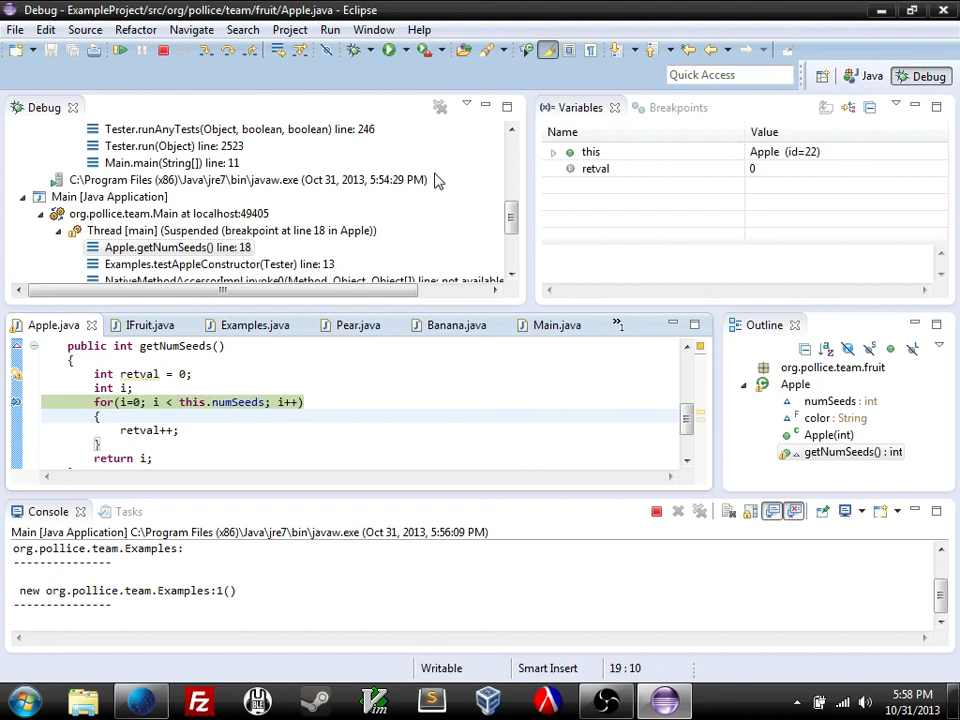 Debug - ExampleProject/src/org/pollice/team/fruit/Apple.java - Eclipse
File Edit Source Refactor Navigate Search Project Run Window Help
Quick Access
Java
Debug
Debug
Tester.runAnyTests(Object, boolean, boolean) line: 246
Tester.run(Object) line: 2523
Main.main(String[]) line: 11
C:\Program Files (x86)\Java\jre7\bin\javaw.exe (Oct 31, 2013, 5:54:29 PM)
Main [Java Application]
org.pollice.team.Main at localhost:49405
Thread [main] (Suspended (breakpoint at line 18 in Apple))
Apple.getNumSeeds() line: 18
Examples.testAppleConstructor(Tester) line: 13
NativeMethodAccessorImpl.invoke0(Method, Object, Object[]) line: not available
(x)= Variables
Breakpoints
Name Value
this Apple (id=22)
retval 0
Apple.java IFruit.java Examples.java Pear.java Banana.java Main.java »1
public int getNumSeeds()
{
int retval = 0;
int i;
for(i=0; i < this.numSeeds; i++)
{
retval++;
}
return i;
Outline
org.pollice.team.fruit
Apple
numSeeds : int
color : String
Apple(int)
getNumSeeds() : int
Console Tasks
Main [Java Application] C:\Program Files (x86)\Java\jre7\bin\javaw.exe (Oct 31, 2013, 5:56:09 PM)
org.pollice.team.Examples:
---------------
new org.pollice.team.Examples:1()
---------------
Writable Smart Insert 19 : 10
5:58 PM
10/31/2013